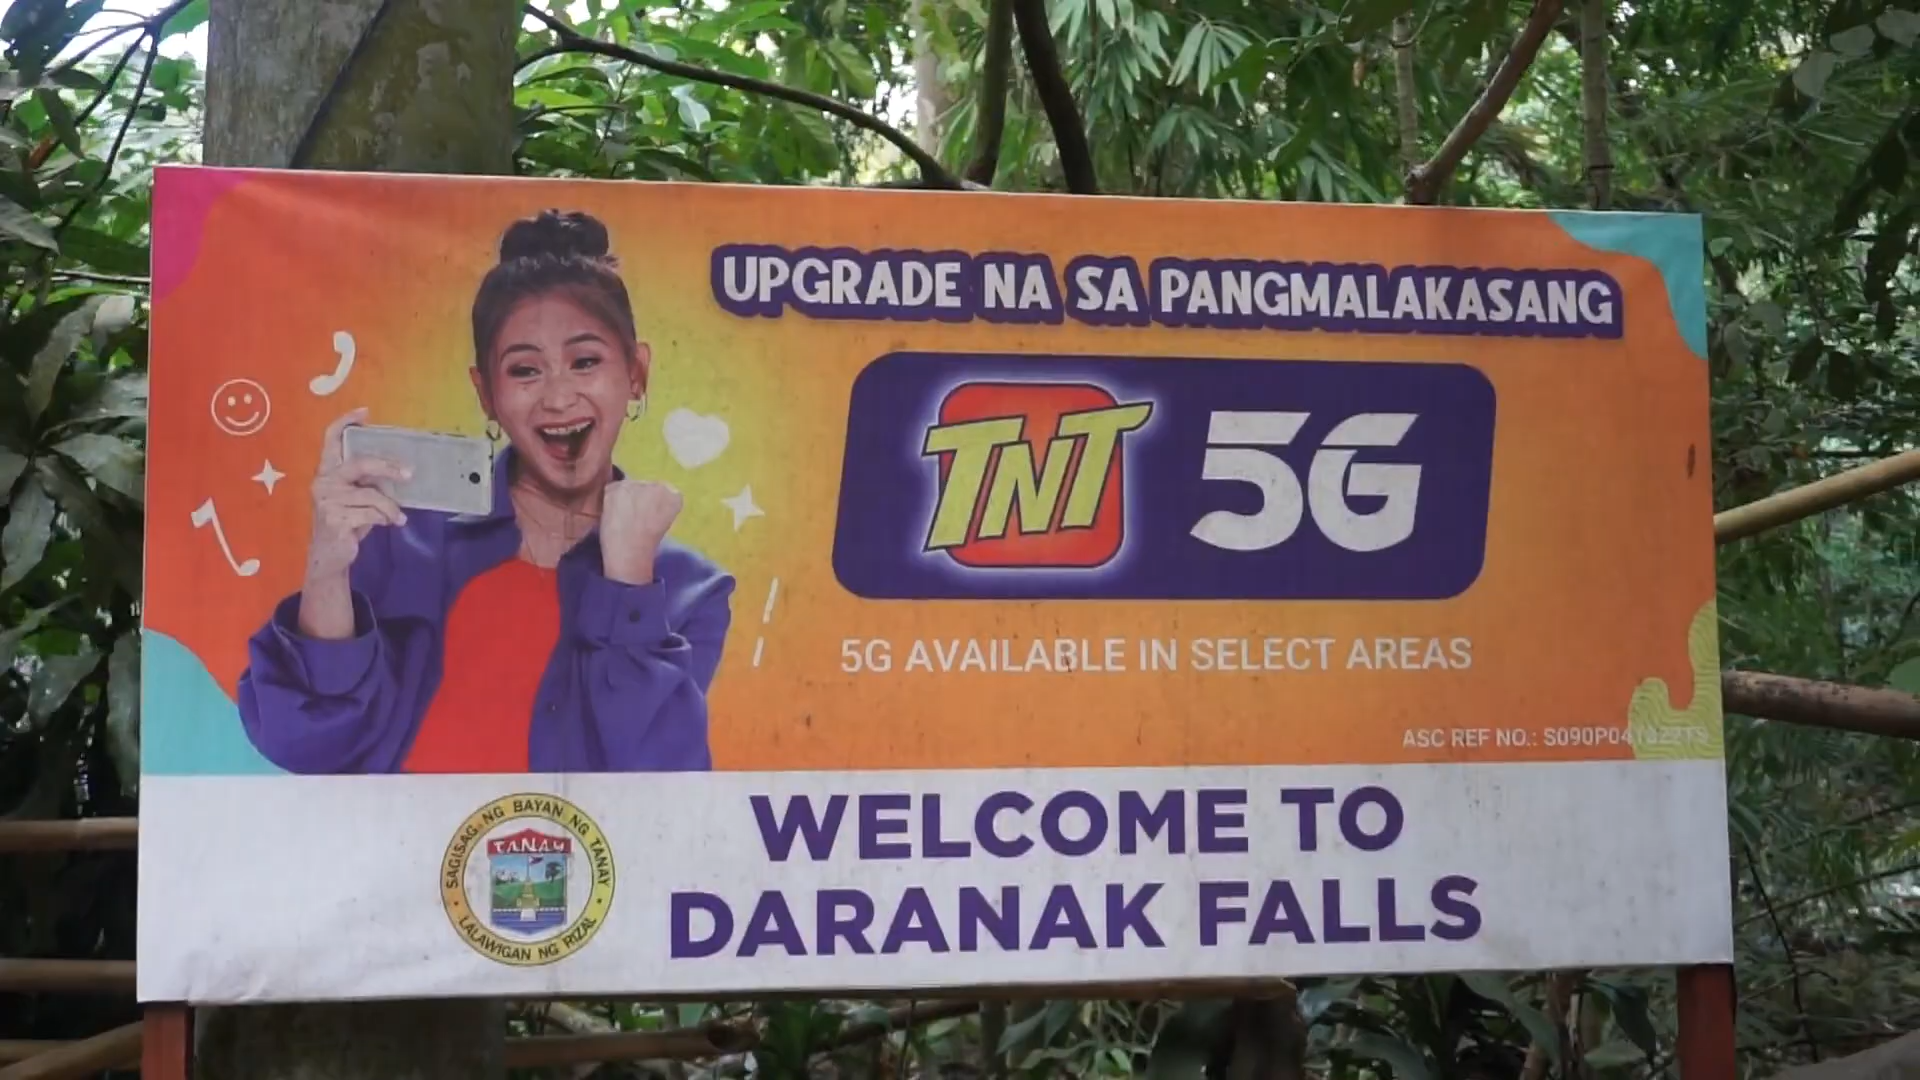 UPGRADE NA SA PANGMALAKASANG
TNT 5G
5G AVAILABLE IN SELECT AREAS
ASC REF NO.:
WELCOME TO
DARANAK FALLS
SAGISAG NG BAYAN NG TANAY
TANAY
LALAWIGAN NG RIZAL